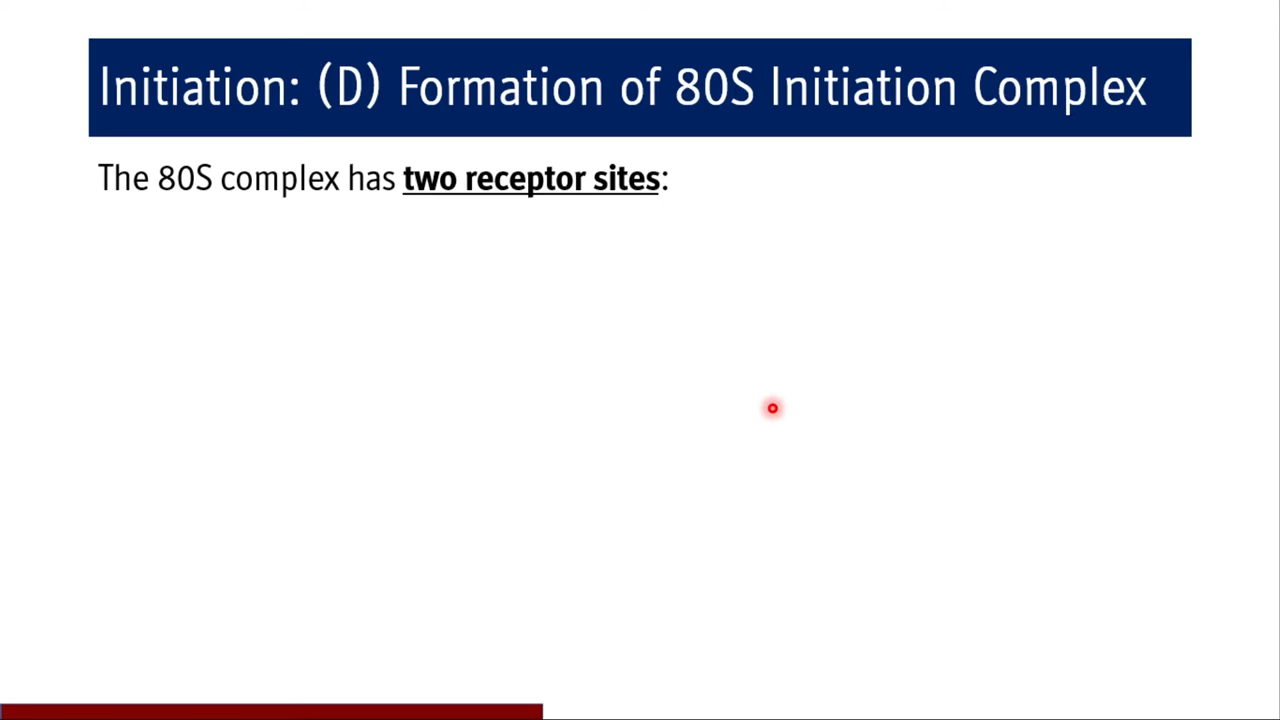 Initiation: (D) Formation of 80S Initiation Complex
The 80S complex has two receptor sites: